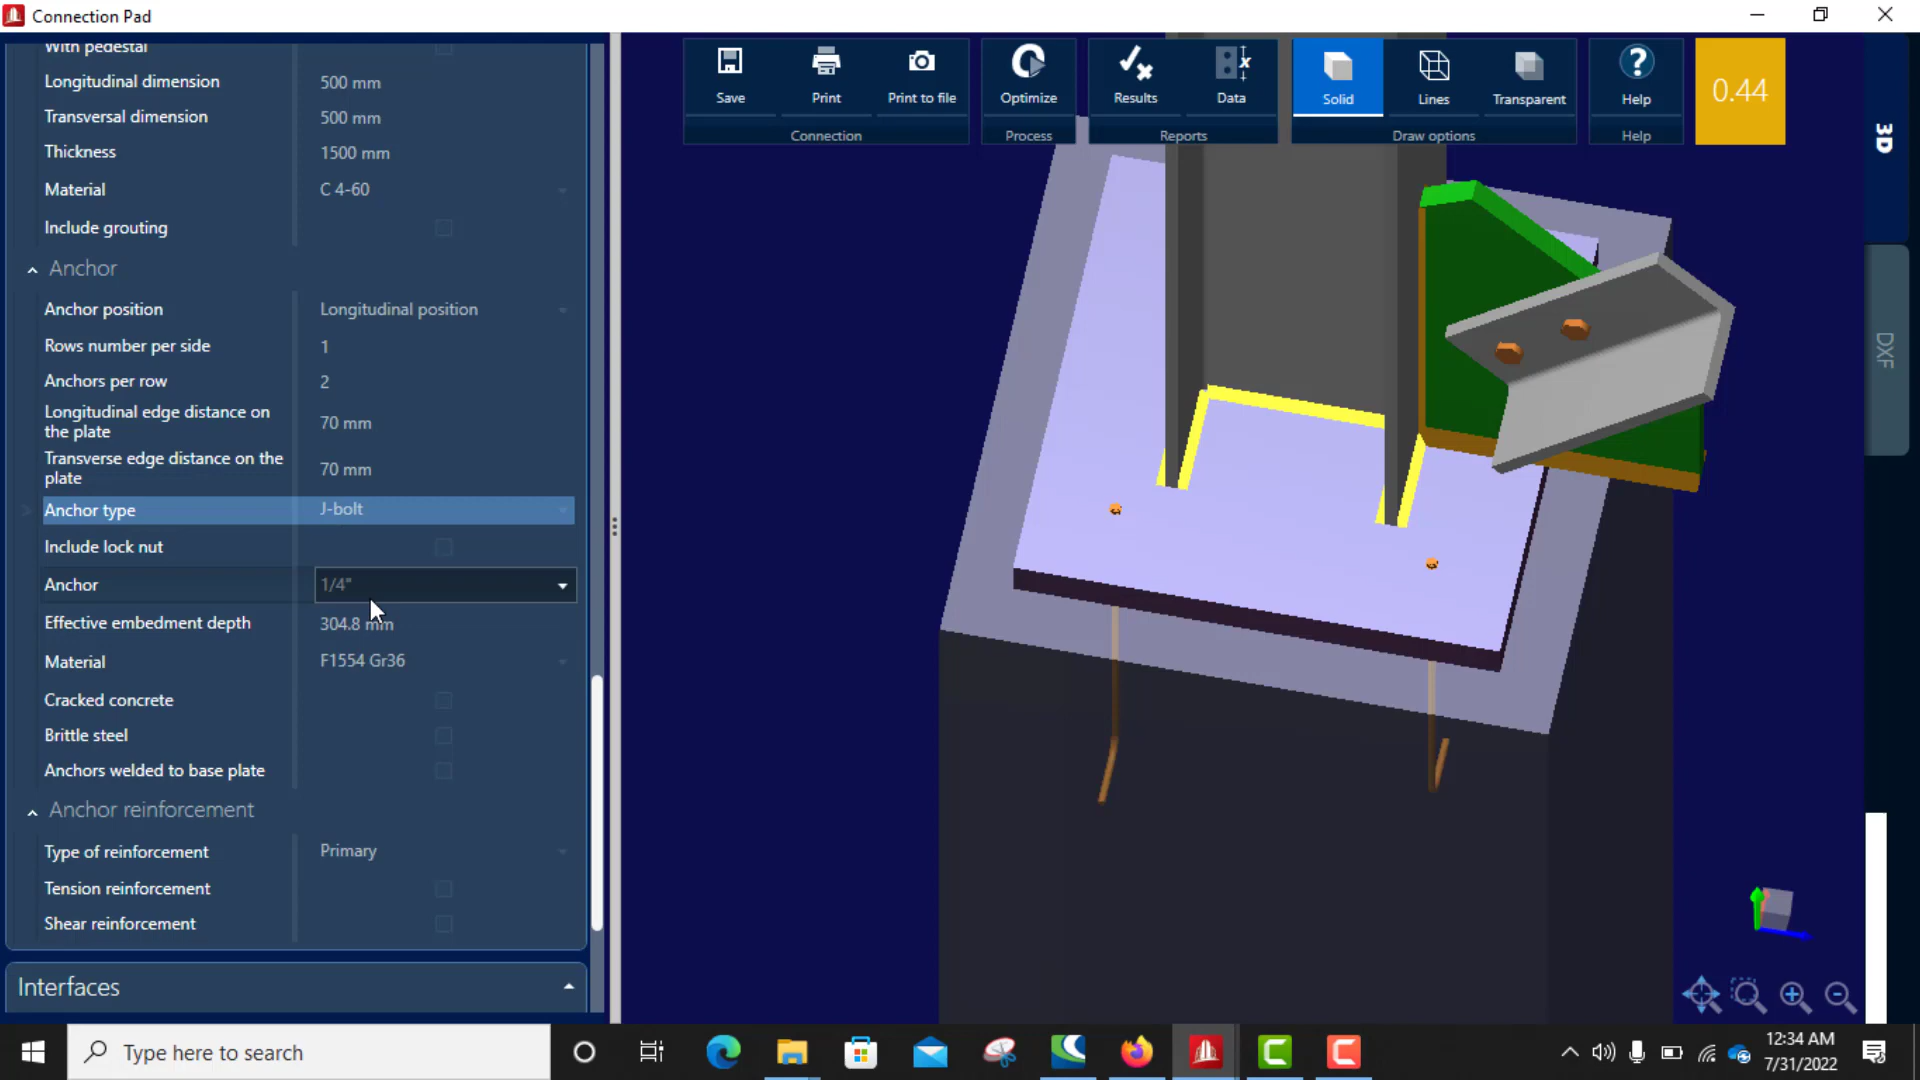 Connection Pad
With pedestal
Longitudinal dimension 500 mm
Transversal dimension 500 mm
Thickness 1500 mm
Material C 4-60
Include grouting
Anchor
Anchor position Longitudinal position
Rows number per side 1
Anchors per row 2
Longitudinal edge distance on
the plate 70 mm
Transverse edge distance on the
plate 70 mm
Anchor type J-bolt
Include lock nut
Anchor 1/4"
Effective embedment depth 304.8 mm
Material F1554 Gr36
Cracked concrete
Brittle steel
Anchors welded to base plate
Anchor reinforcement
Type of reinforcement Primary
Tension reinforcement
Shear reinforcement
Interfaces
Save Print Print to file Optimize Results Data Solid Lines Transparent Help
Connection Process Reports Draw options Help
0.44
3D
DXF
Type here to search
12:34 AM
7/31/2022